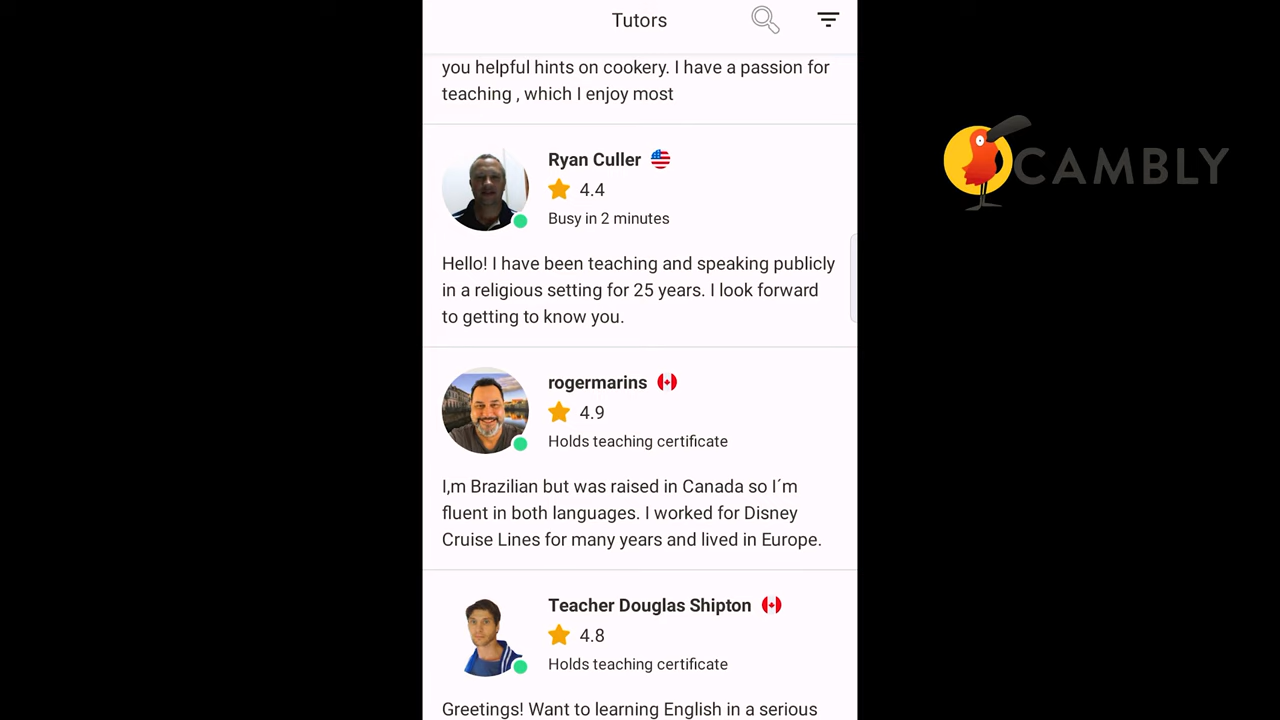 Tutors
you helpful hints on cookery. I have a passion for
teaching , which I enjoy most
CAMBLY
Ryan Culler
4.4
Busy in 2 minutes
Hello! I have been teaching and speaking publicly
in a religious setting for 25 years. I look forward
to getting to know you.
rogermarins
4.9
Holds teaching certificate
I,m Brazilian but was raised in Canada so I´m
fluent in both languages. I worked for Disney
Cruise Lines for many years and lived in Europe.
Teacher Douglas Shipton
4.8
Holds teaching certificate
Greetings! Want to learning English in a serious